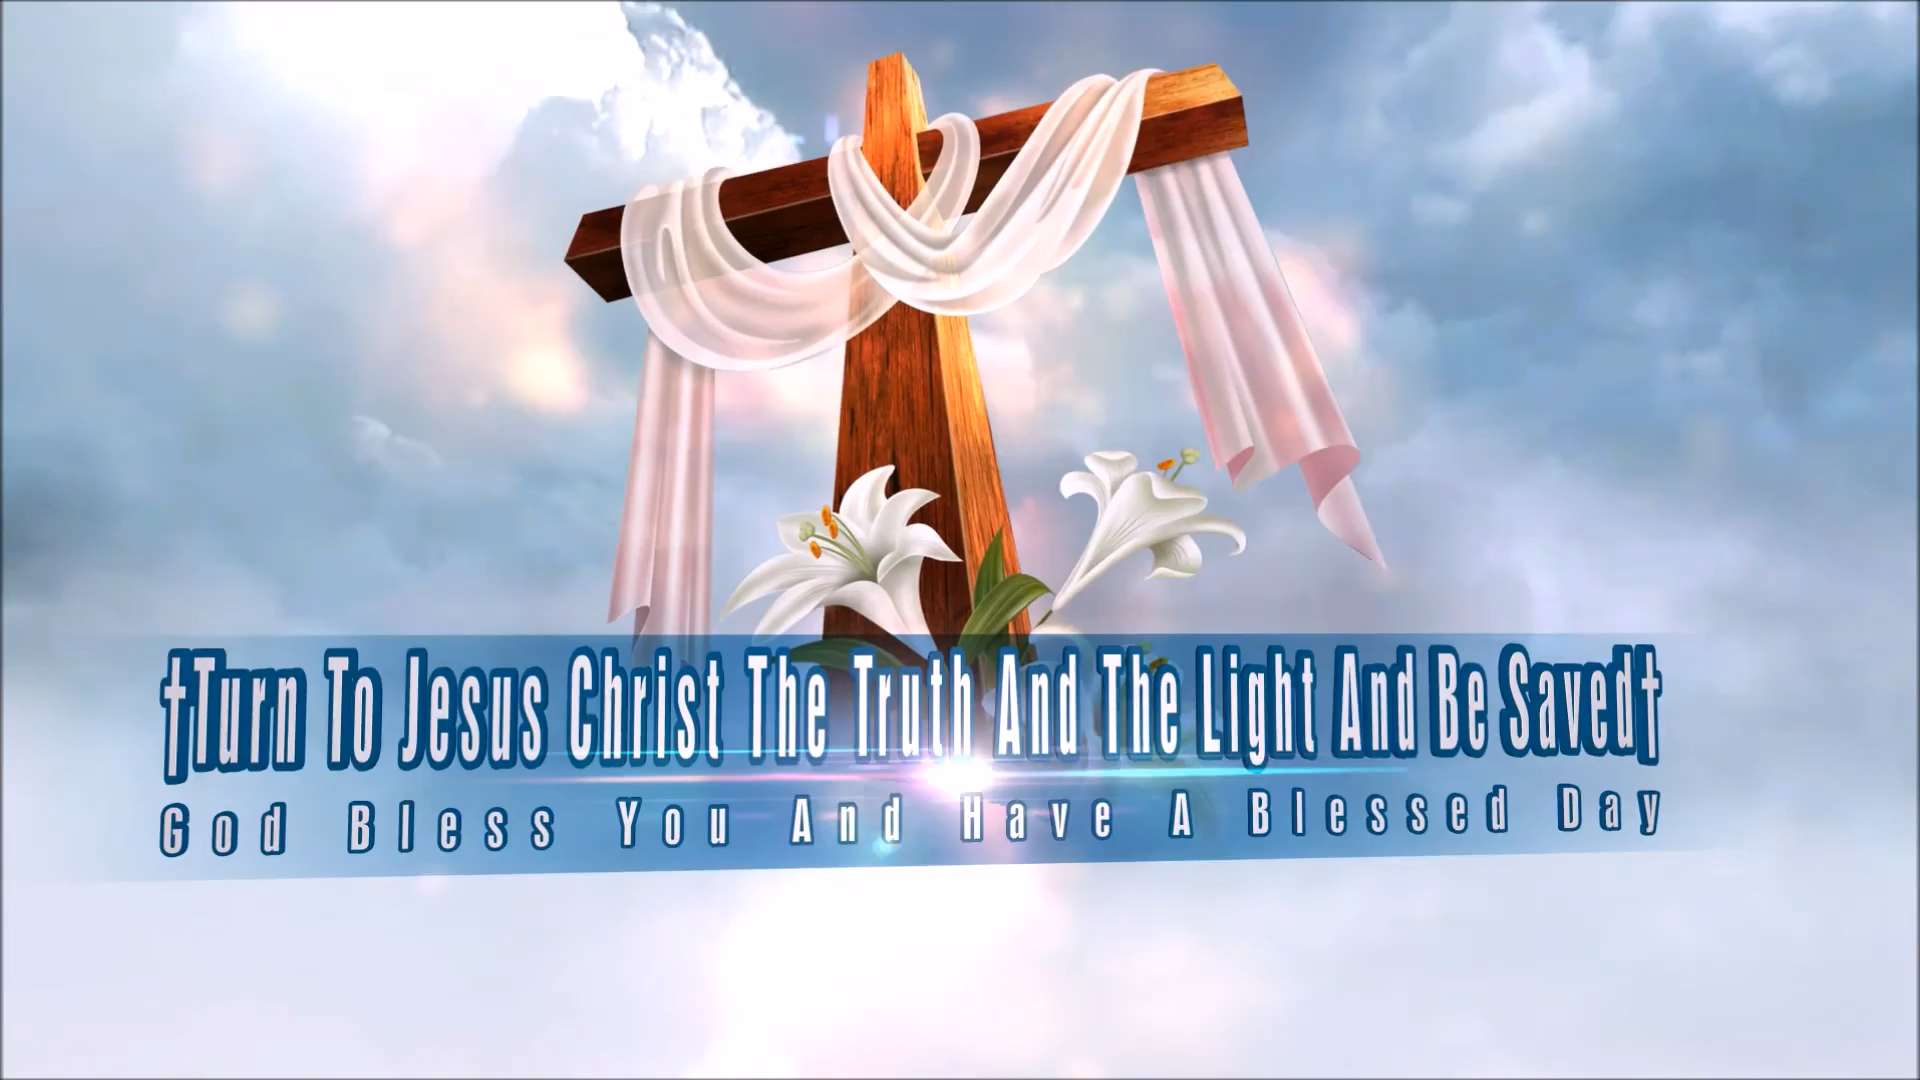 †Turn To Jesus Christ The Truth And The Light And Be Saved†
God Bless You And Have A Blessed Day